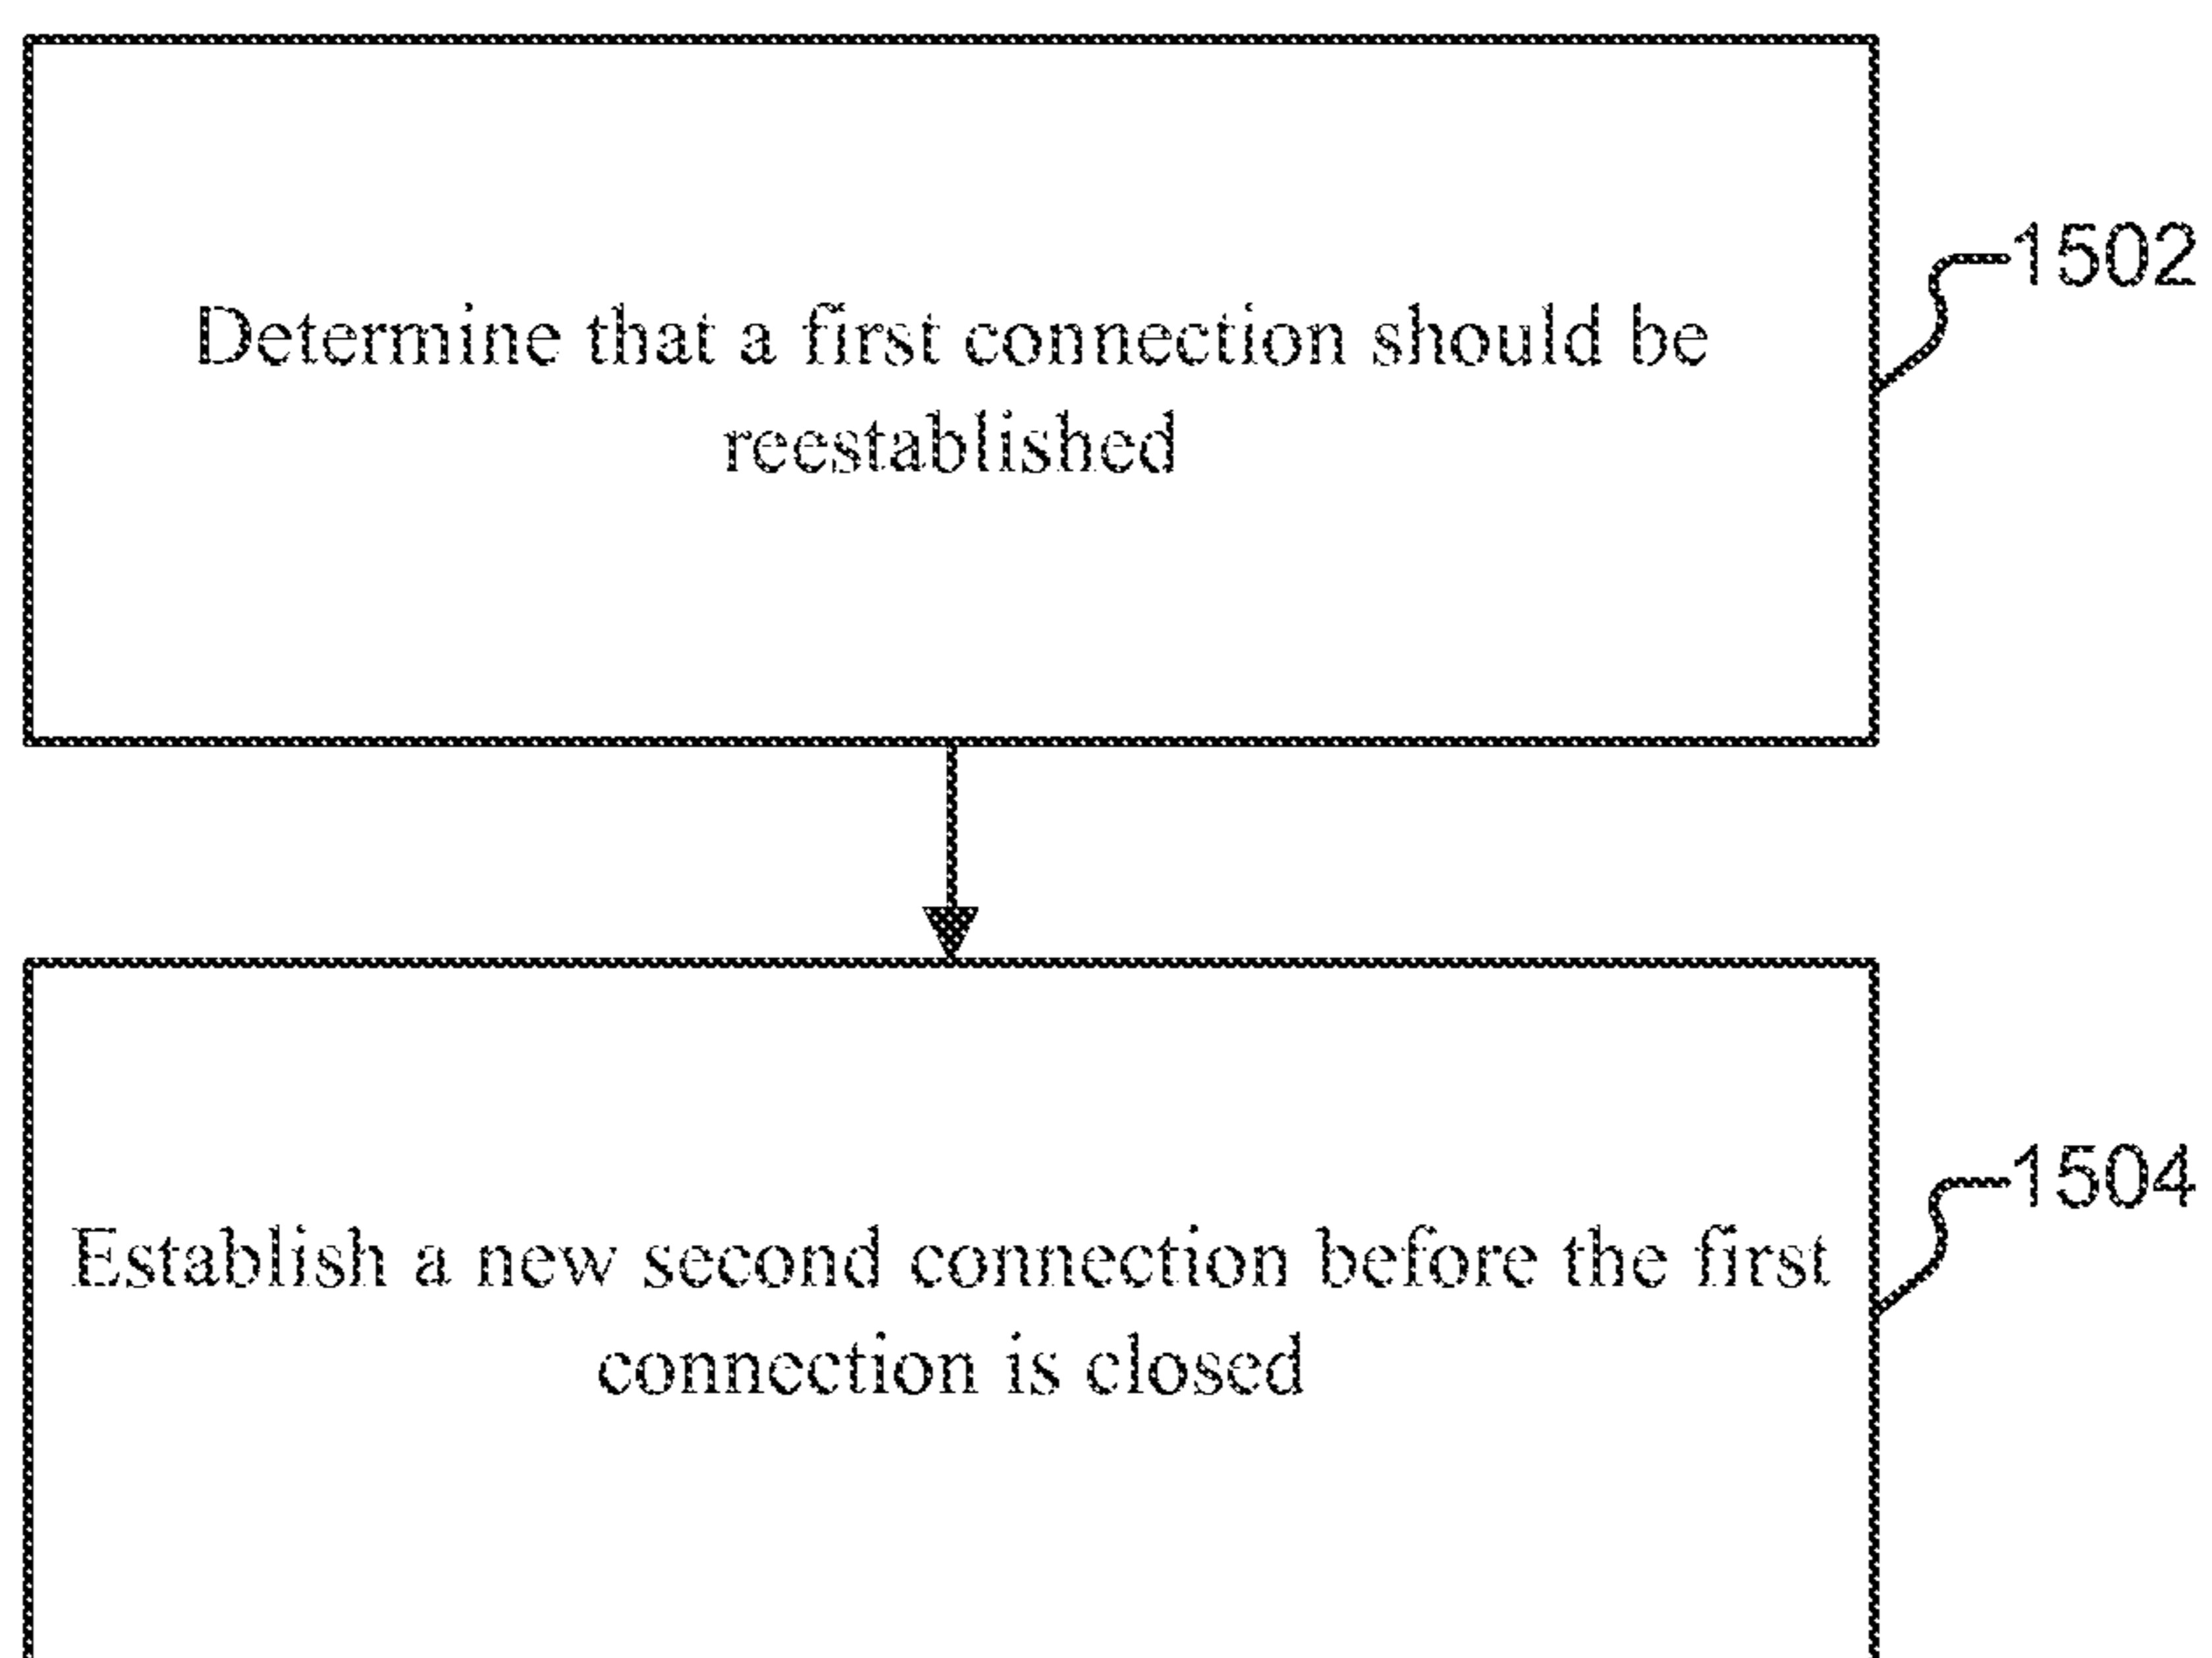 Determine that a first connection should be
reestablished
1502
Establish a new second connection before the first
connection is closed
1504